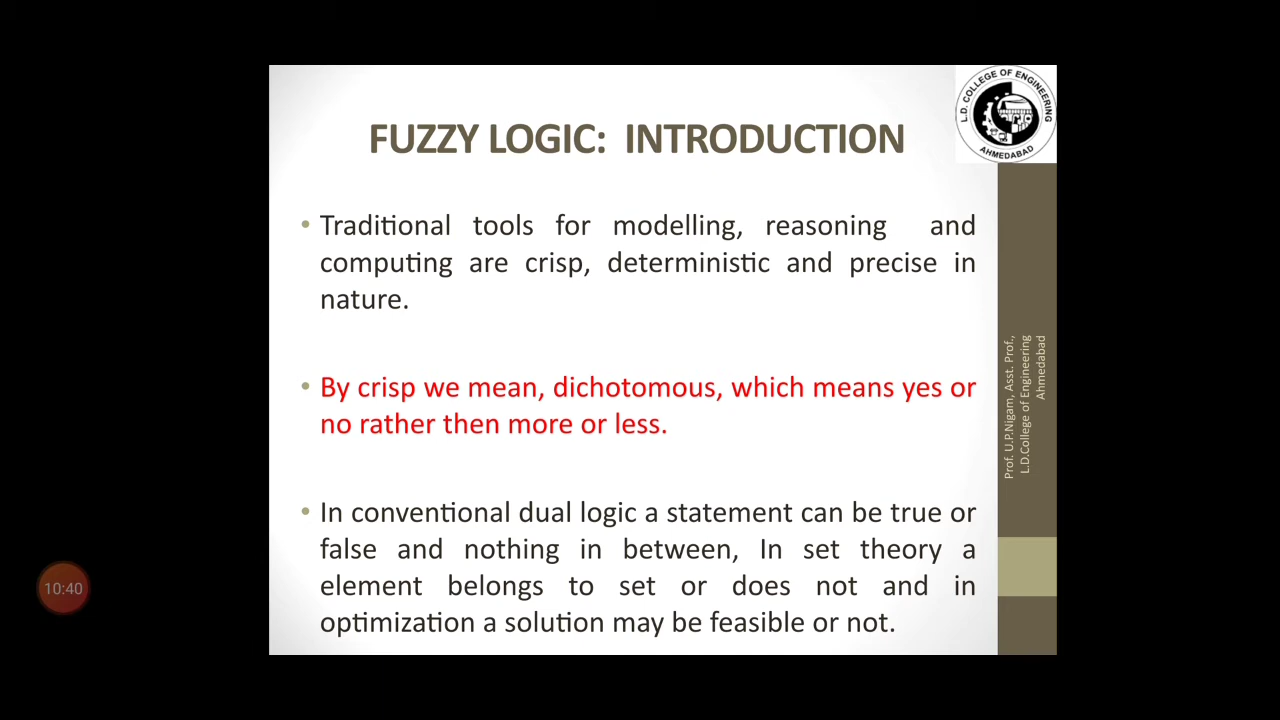 L.D. COLLEGE OF ENGINEERING
AHMEDABAD
FUZZY LOGIC: INTRODUCTION
• Traditional tools for modelling, reasoning and
computing are crisp, deterministic and precise in
nature.
• By crisp we mean, dichotomous, which means yes or
no rather then more or less.
• In conventional dual logic a statement can be true or
false and nothing in between, In set theory a
element belongs to set or does not and in
optimization a solution may be feasible or not.
Prof. U.P.Nigam, Asst. Prof.,
L.D.College of Engineering
Ahmedabad
10:40